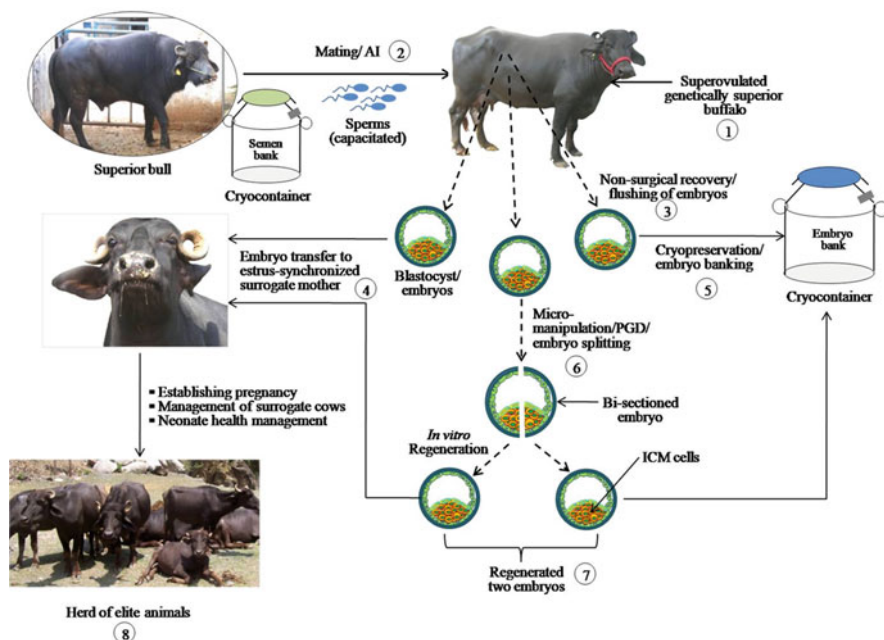 Mating/ AI 2
Sperms
(capacitated)
Semen
bank
Superior bull
Cryocontainer
Superovulated
genetically superior
buffalo
1
Non-surgical recovery/
flushing of embryos
3
Embryo
bank
Cryopreservation/
embryo banking
5
Cryocontainer
Embryo transfer to
estrus-synchronized
surrogate mother
4
Blastocyst/
embryos
Micro-
manipulation/PGD/
embryo splitting
6
Bi-sectioned
embryo
▪ Establishing pregnancy
▪ Management of surrogate cows
▪ Neonate health management
In vitro
Regeneration
ICM cells
Regenerated
two embryos
7
Herd of elite animals
8